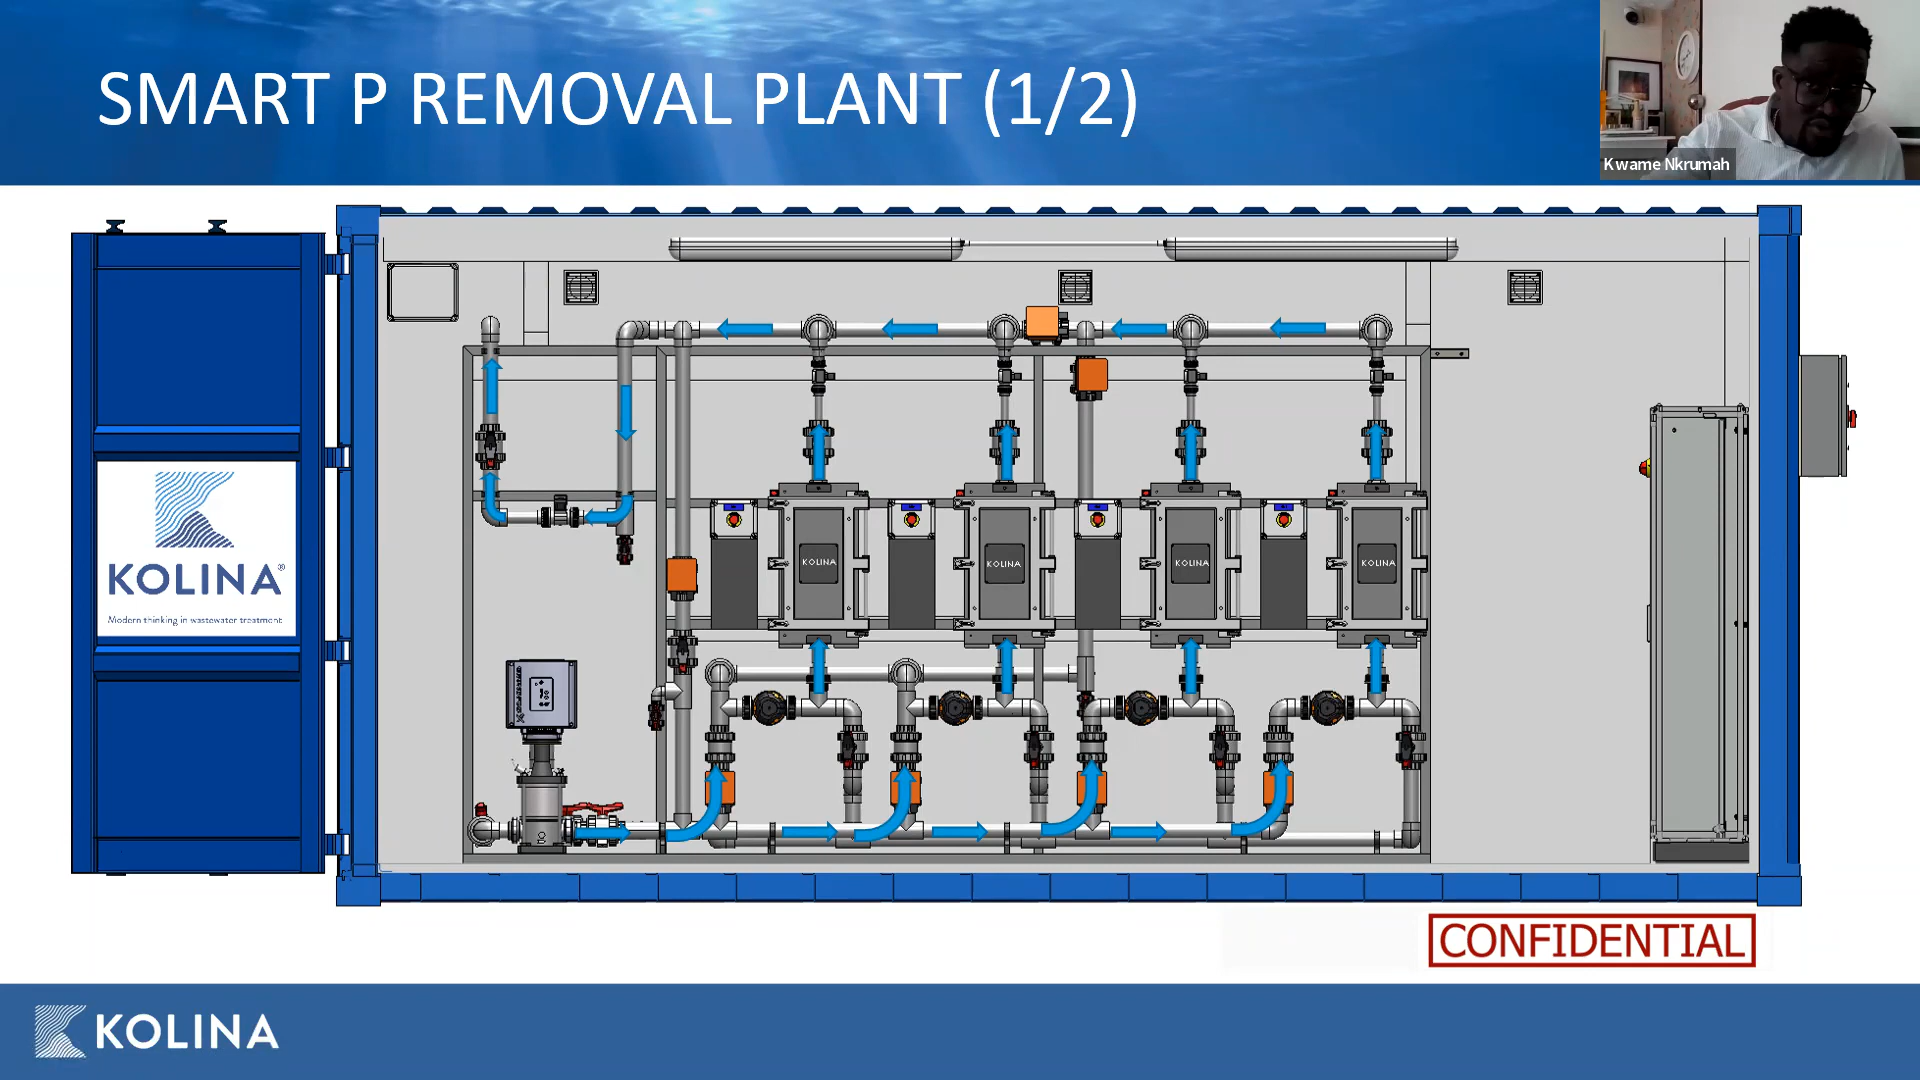 SMART P REMOVAL PLANT (1/2)
Kwame Nkrumah
KOLINA®
Modern thinking in wastewater treatment
KOLINA
KOLINA
KOLINA
KOLINA
CONFIDENTIAL
KOLINA